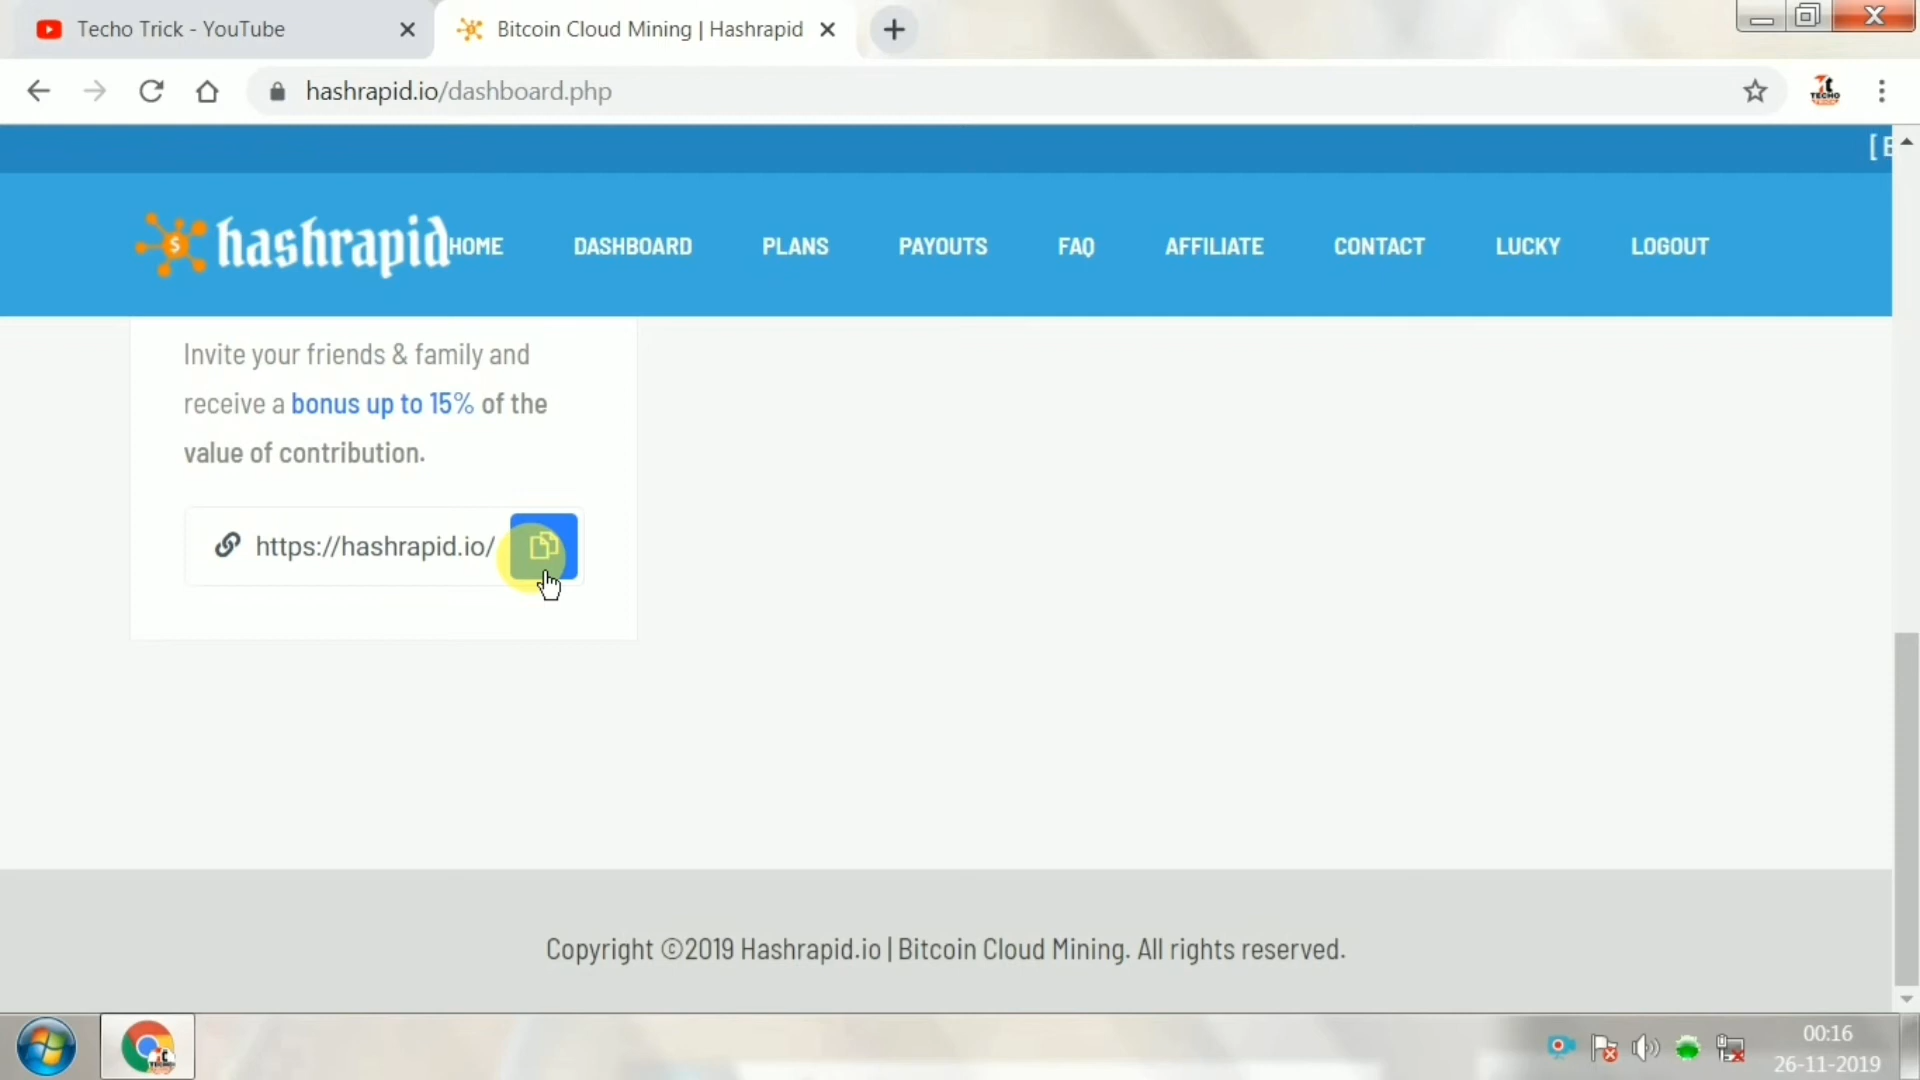 Techo Trick - YouTube
Bitcoin Cloud Mining | Hashrapid
hashrapid.io/dashboard.php
TECHO
[ E
hashrapid
HOME
DASHBOARD
PLANS
PAYOUTS
FAQ
AFFILIATE
CONTACT
LUCKY
LOGOUT
Invite your friends & family and
receive a bonus up to 15% of the
value of contribution.
https://hashrapid.io/
Copyright ©2019 Hashrapid.io | Bitcoin Cloud Mining. All rights reserved.
00:16
26-11-2019